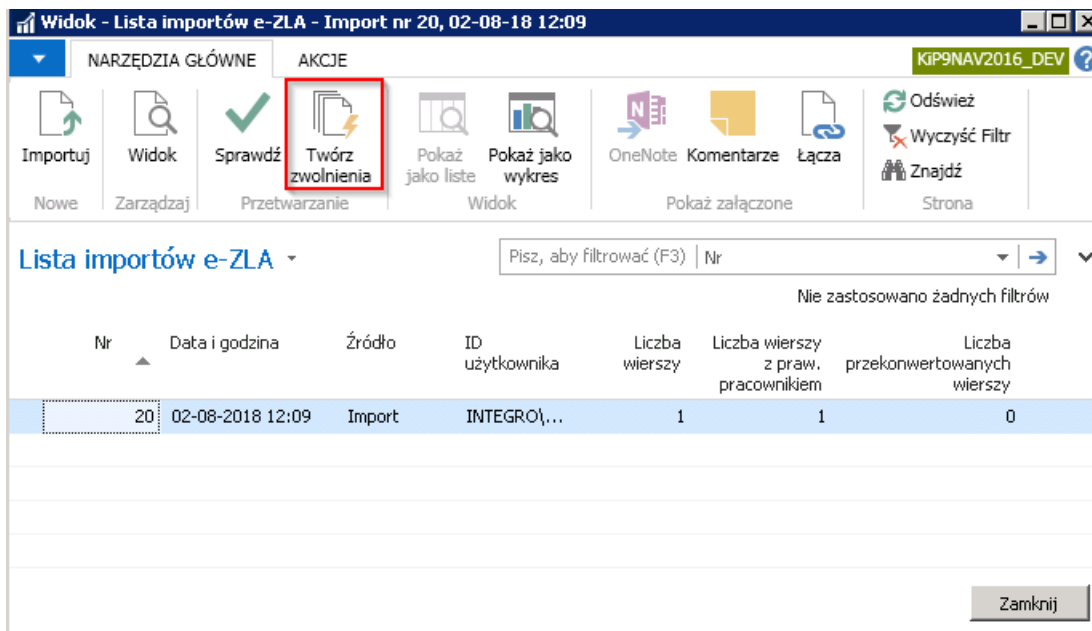 Widok - Lista importów e-ZLA - Import nr 20, 02-08-18 12:09
NARZĘDZIA GŁÓWNE AKCJE KiP9NAV2016_DEV
Importuj Widok Sprawdź Twórz zwolnienia Pokaż jako liste Pokaż jako wykres OneNote Komentarze Łącza
Odśwież
Wyczyść Filtr
Znajdź
Nowe Zarządzaj Przetwarzanie Widok Pokaż załączone Strona
Lista importów e-ZLA
Pisz, aby filtrować (F3) Nr
Nie zastosowano żadnych filtrów
Nr Data i godzina Źródło ID użytkownika Liczba wierszy Liczba wierszy z praw. pracownikiem Liczba przekonwertowanych wierszy
20 02-08-2018 12:09 Import INTEGRO\... 1 1 0
Zamknij